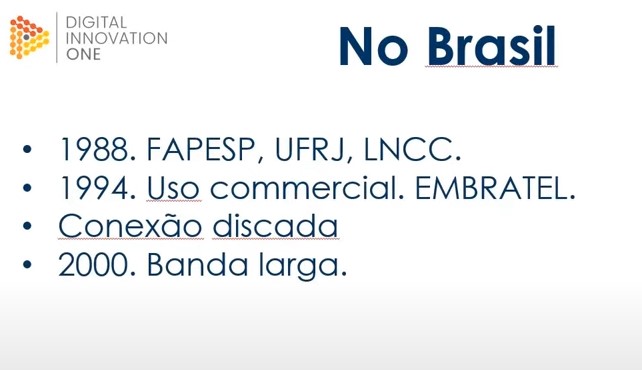 DIGITAL
INNOVATION
ONE
No Brasil
• 1988. FAPESP, UFRJ, LNCC.
• 1994. Uso commercial. EMBRATEL.
• Conexão discada
• 2000. Banda larga.